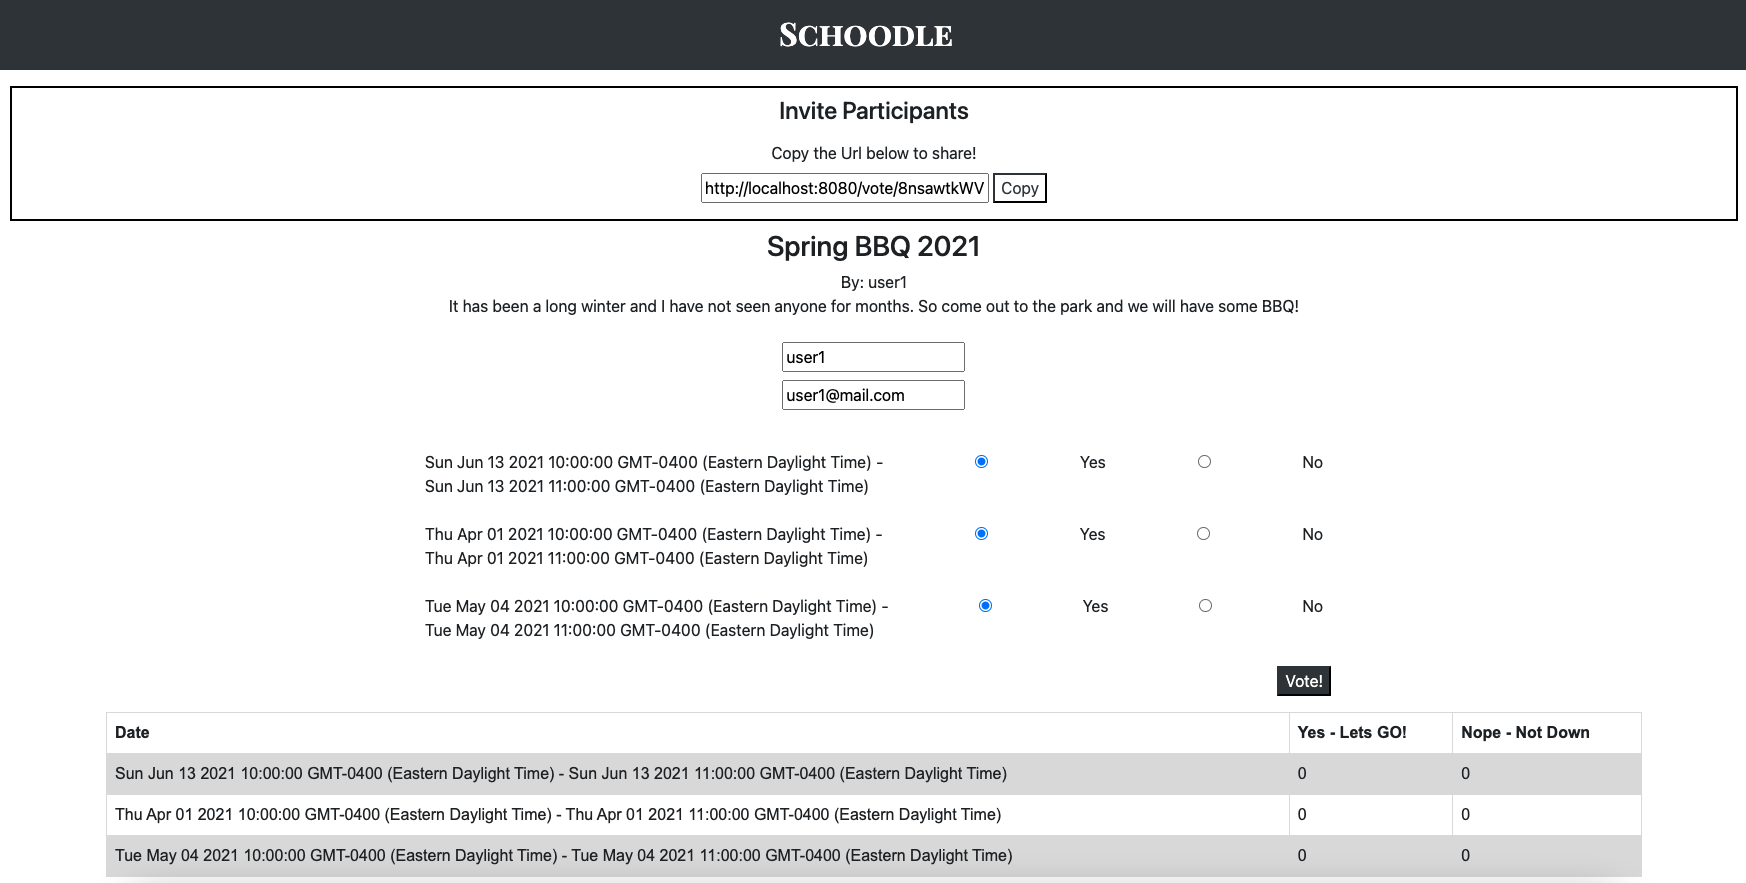 SCHOODLE
Invite Participants
Copy the Url below to share!
http://localhost:8080/vote/8nsawtkWV Copy
Spring BBQ 2021
By: user1
It has been a long winter and I have not seen anyone for months. So come out to the park and we will have some BBQ!
user1
user1@mail.com
Sun Jun 13 2021 10:00:00 GMT-0400 (Eastern Daylight Time) - Yes No
Sun Jun 13 2021 11:00:00 GMT-0400 (Eastern Daylight Time)
Thu Apr 01 2021 10:00:00 GMT-0400 (Eastern Daylight Time) - Yes No
Thu Apr 01 2021 11:00:00 GMT-0400 (Eastern Daylight Time)
Tue May 04 2021 10:00:00 GMT-0400 (Eastern Daylight Time) - Yes No
Tue May 04 2021 11:00:00 GMT-0400 (Eastern Daylight Time)
Vote!
Date Yes - Lets GO! Nope - Not Down
Sun Jun 13 2021 10:00:00 GMT-0400 (Eastern Daylight Time) - Sun Jun 13 2021 11:00:00 GMT-0400 (Eastern Daylight Time) 0 0
Thu Apr 01 2021 10:00:00 GMT-0400 (Eastern Daylight Time) - Thu Apr 01 2021 11:00:00 GMT-0400 (Eastern Daylight Time) 0 0
Tue May 04 2021 10:00:00 GMT-0400 (Eastern Daylight Time) - Tue May 04 2021 11:00:00 GMT-0400 (Eastern Daylight Time) 0 0